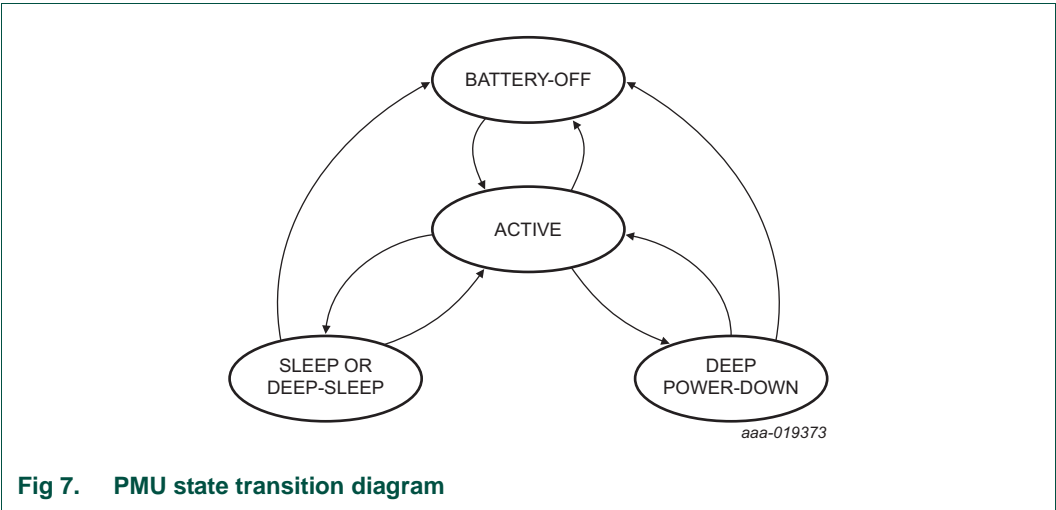 BATTERY-OFF
ACTIVE
SLEEP OR
DEEP-SLEEP
DEEP
POWER-DOWN
aaa-019373
Fig 7. PMU state transition diagram